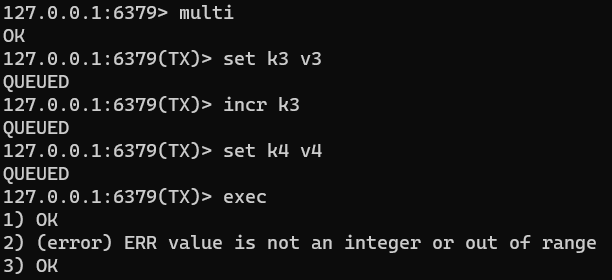 127.0.0.1:6379> multi
OK
127.0.0.1:6379(TX)> set k3 v3
QUEUED
127.0.0.1:6379(TX)> incr k3
QUEUED
127.0.0.1:6379(TX)> set k4 v4
QUEUED
127.0.0.1:6379(TX)> exec
1) OK
2) (error) ERR value is not an integer or out of range
3) OK